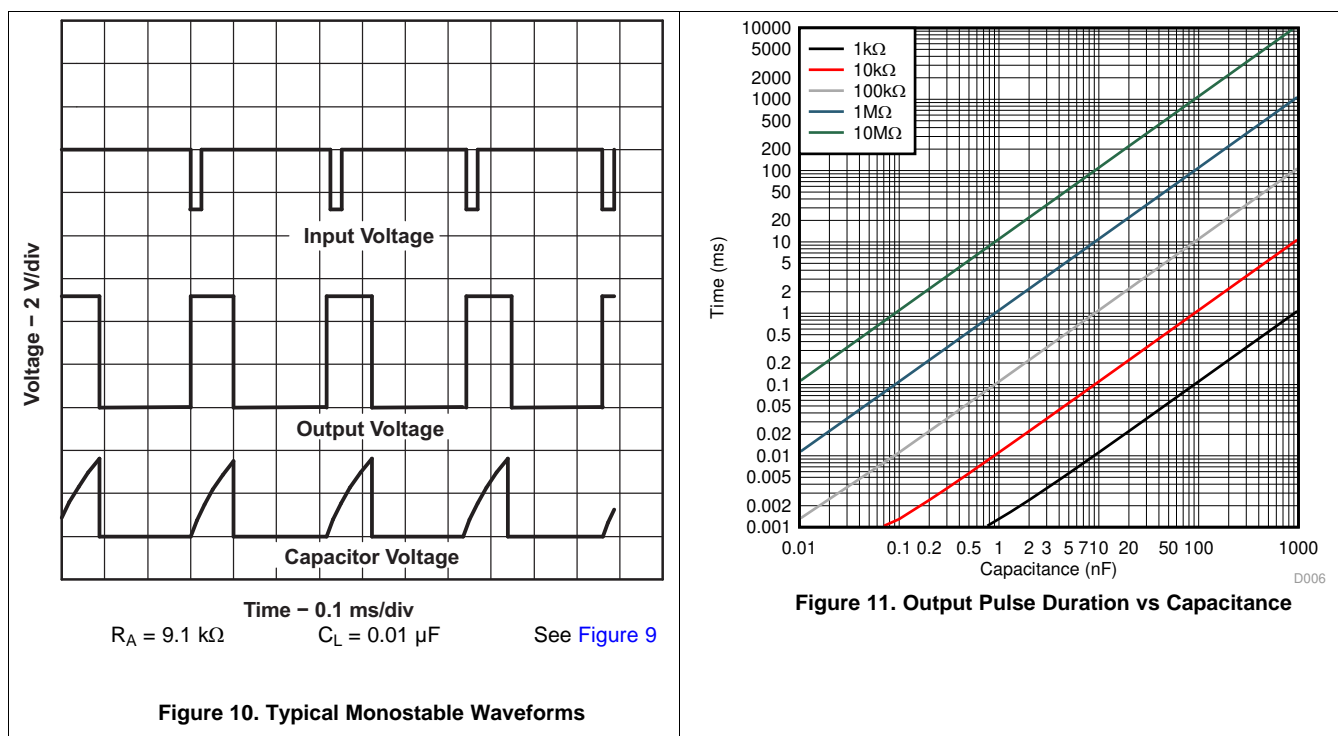 Voltage – 2 V/div
Input Voltage
Output Voltage
Capacitor Voltage
Time – 0.1 ms/div
R_A = 9.1 kΩ C_L = 0.01 µF See Figure 9
Figure 10. Typical Monostable Waveforms
10000
5000
2000
1000
500
200
100
50
20
10
5
2
1
0.5
0.2
0.1
0.05
0.02
0.01
0.005
0.002
0.001
Time (ms)
1kΩ
10kΩ
100kΩ
1MΩ
10MΩ
0.01 0.1 0.2 0.5 1 2 3 5 7 10 20 50 100 1000
Capacitance (nF)
D006
Figure 11. Output Pulse Duration vs Capacitance